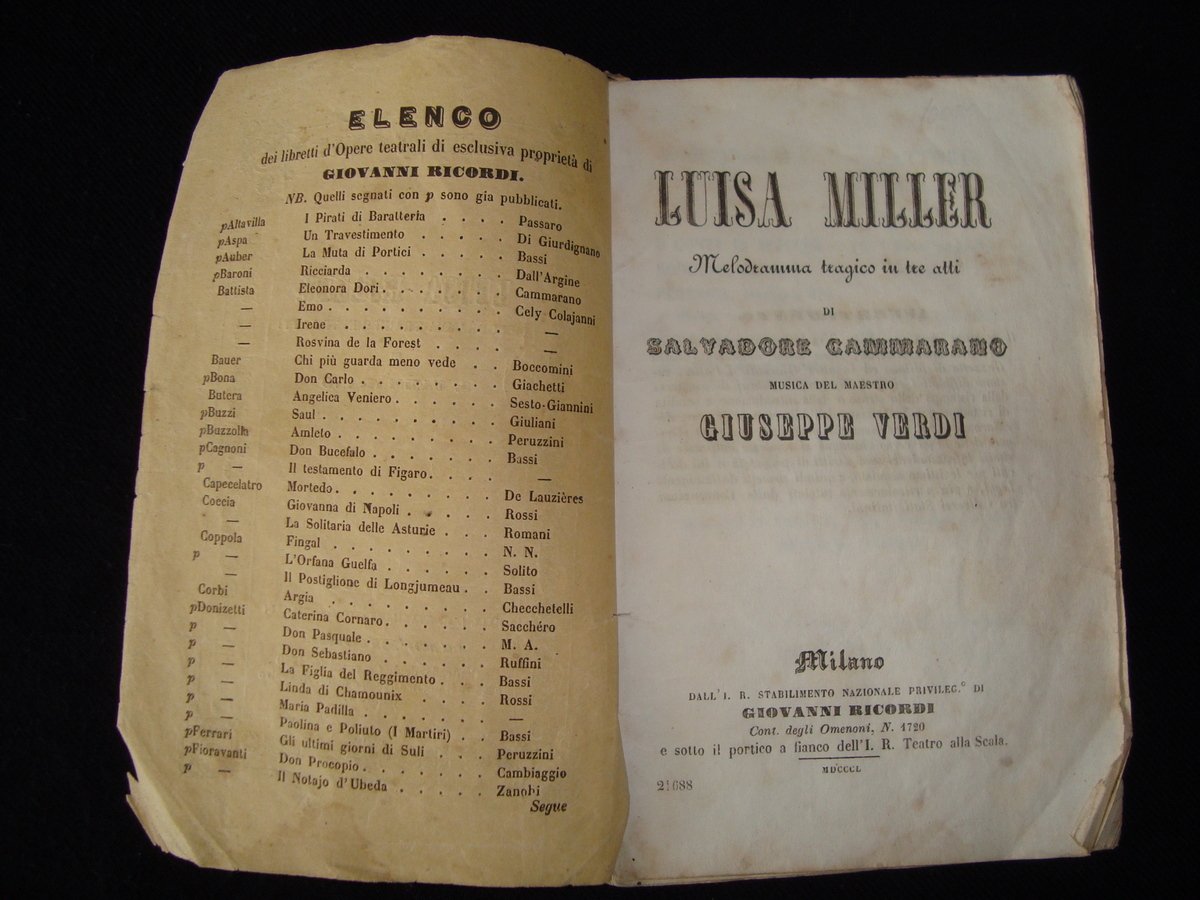 ELENCO
dei libretti d'Opere teatrali di esclusiva proprietà di
GIOVANNI RICORDI.
NB. Quelli segnati con p sono gia pubblicati.
pAltavilla I Pirati di Baratteria . . . . Passaro
pAspa Un Travestimento . . . . . Di Giurdignano
pAuber La Muta di Portici . . . . . Bassi
pBaroni Ricciarda . . . . . . . Dall'Argine
Battista Eleonora Dori . . . . . . Cammarano
— Emo . . . . . . . . . Cely Colajanni
— Irene . . . . . . . . —
— Rosvina de la Forest . . . . —
Bauer Chi più guarda meno vede . . Boccomini
pBona Don Carlo . . . . . . . Giachetti
Butera Angelica Veniero . . . . . . Sesto-Giannini
pBuzzi Saul . . . . . . . . . Giuliani
pBuzzolla Amleto . . . . . . . . Peruzzini
pCagnoni Don Bucefalo . . . . . . Bassi
p — Il testamento di Figaro . . . . —
Capecelatro Mortedo . . . . . . . . De Lauzières
Coccia Giovanna di Napoli . . . . . Rossi
— La Solitaria delle Asturie . . . Romani
Coppola Fingal . . . . . . . . N. N.
p — L'Orfana Guelfa . . . . . . Solito
— Il Postiglione di Longjumeau . . Bassi
Corbi Argia . . . . . . . . Checchetelli
pDonizetti Caterina Cornaro . . . . . . Sacchéro
p — Don Pasquale . . . . . . . M. A.
p — Don Sebastiano . . . . . . Ruffini
p — La Figlia del Reggimento . . . Bassi
p — Linda di Chamounix . . . . Rossi
p — Maria Padilla . . . . . . . —
p — Paolina e Poliuto (I Martiri) . . Bassi
pFerrari Gli ultimi giorni di Suli . . . . Peruzzini
pFioravanti Don Procopio . . . . . . . Cambiaggio
p — Il Notajo d'Ubeda . . . . . Zanobi
Segue
LUISA MILLER
Melodramma tragico in tre atti
DI
SALVADORE CAMMARANO
MUSICA DEL MAESTRO
GIUSEPPE VERDI
Milano
DALL'I. R. STABILIMENTO NAZIONALE PRIVILEG.° DI
GIOVANNI RICORDI
Cont. degli Omenoni, N. 1720
e sotto il portico a fianco dell'I. R. Teatro alla Scala.
MDCCCL
21688